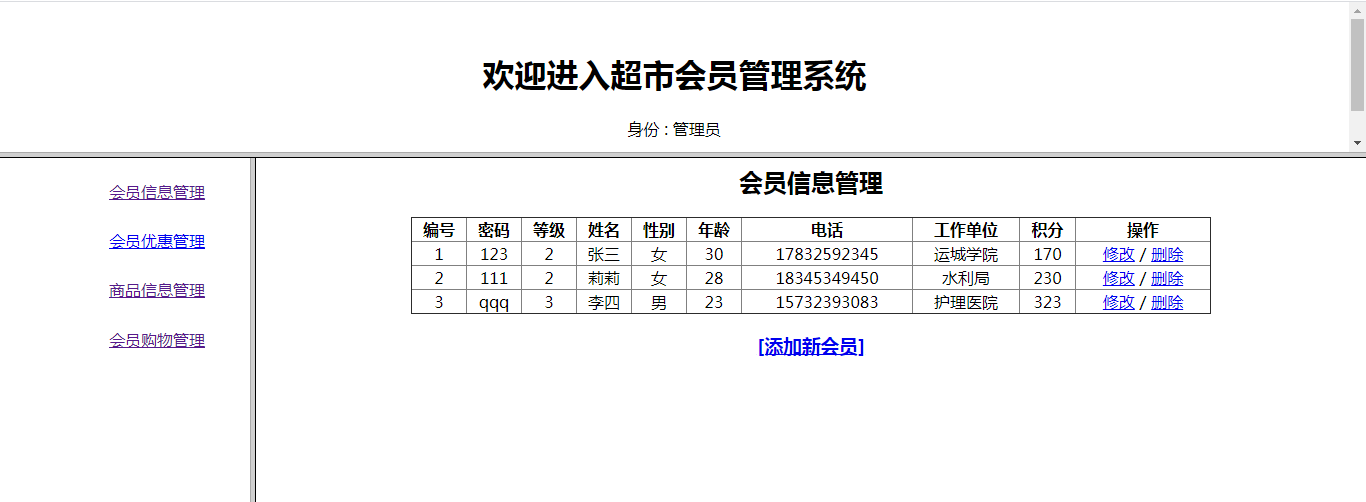 欢迎进入超市会员管理系统
身份 : 管理员
会员信息管理
会员优惠管理
商品信息管理
会员购物管理
会员信息管理
编号 密码 等级 姓名 性别 年龄 电话 工作单位 积分 操作
1 123 2 张三 女 30 17832592345 运城学院 170 修改 / 删除
2 111 2 莉莉 女 28 18345349450 水利局 230 修改 / 删除
3 qqq 3 李四 男 23 15732393083 护理医院 323 修改 / 删除
[添加新会员]